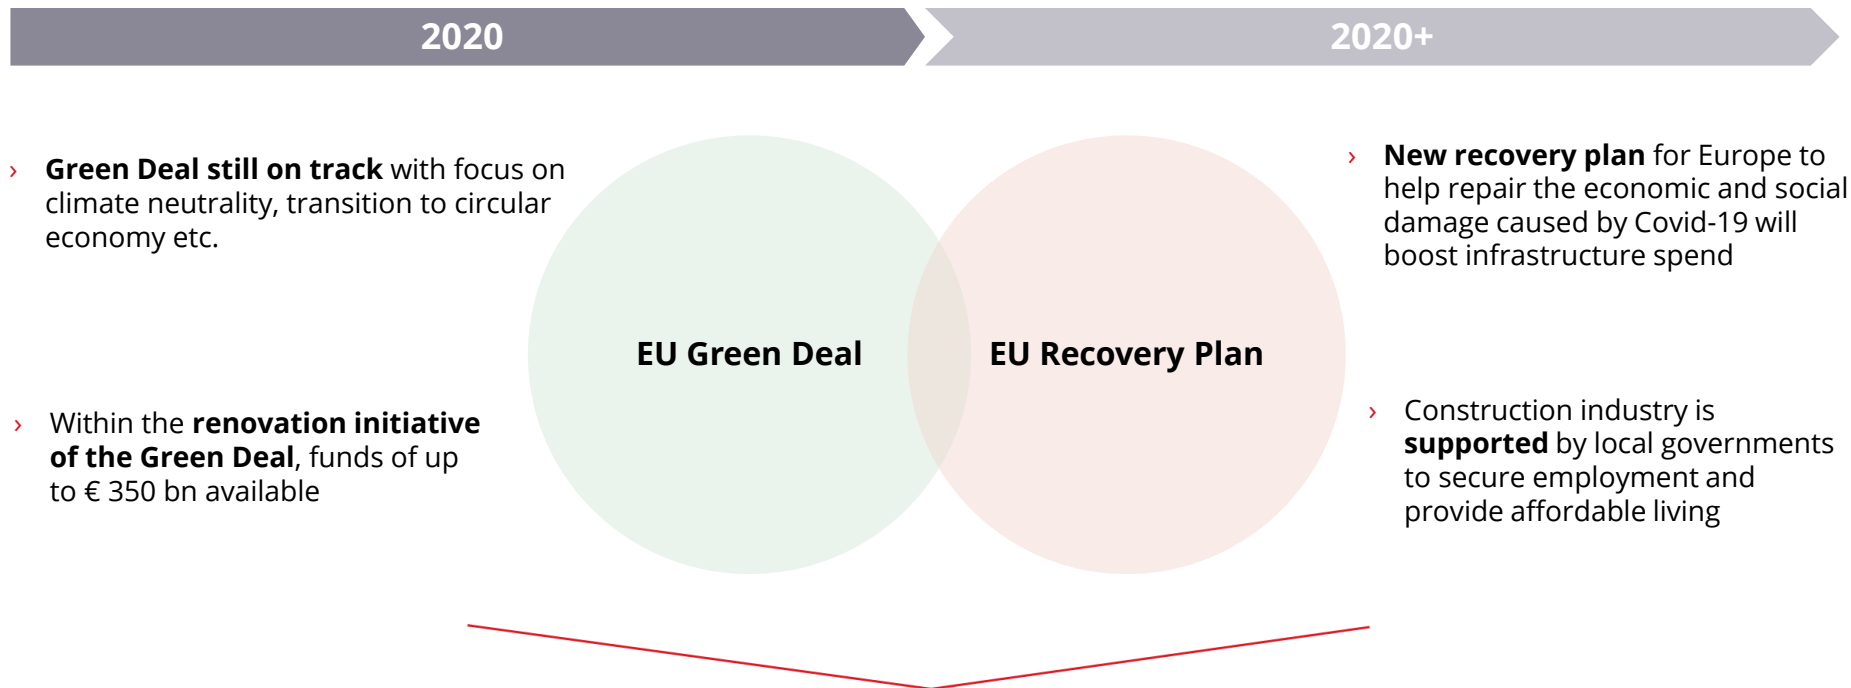 2020
2020+
› Green Deal still on track with focus on
climate neutrality, transition to circular
economy etc.
› Within the renovation initiative
of the Green Deal, funds of up
to € 350 bn available
EU Green Deal
EU Recovery Plan
› New recovery plan for Europe to
help repair the economic and social
damage caused by Covid-19 will
boost infrastructure spend
› Construction industry is
supported by local governments
to secure employment and
provide affordable living